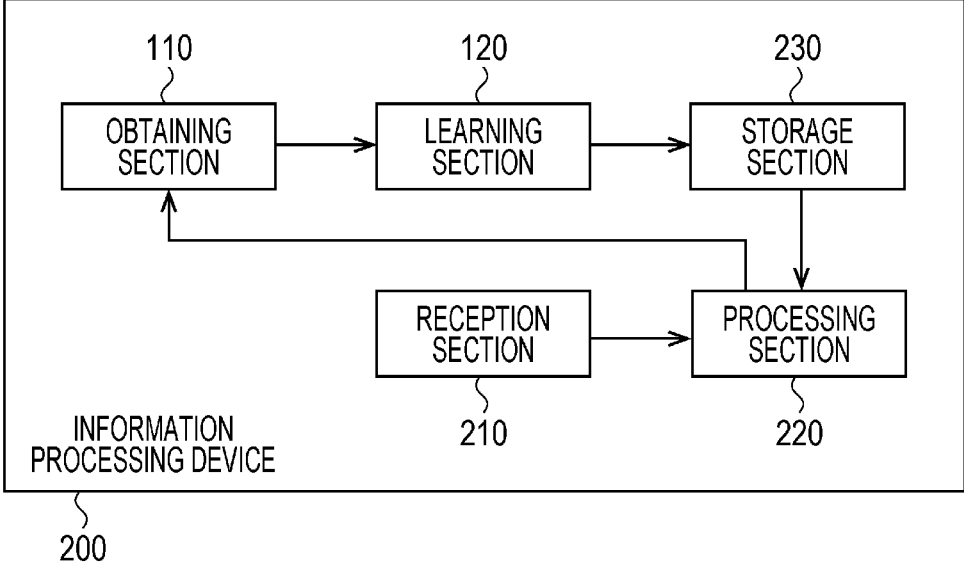 110
120
230
OBTAINING
SECTION
LEARNING
SECTION
STORAGE
SECTION
RECEPTION
SECTION
PROCESSING
SECTION
210
220
INFORMATION
PROCESSING DEVICE
200